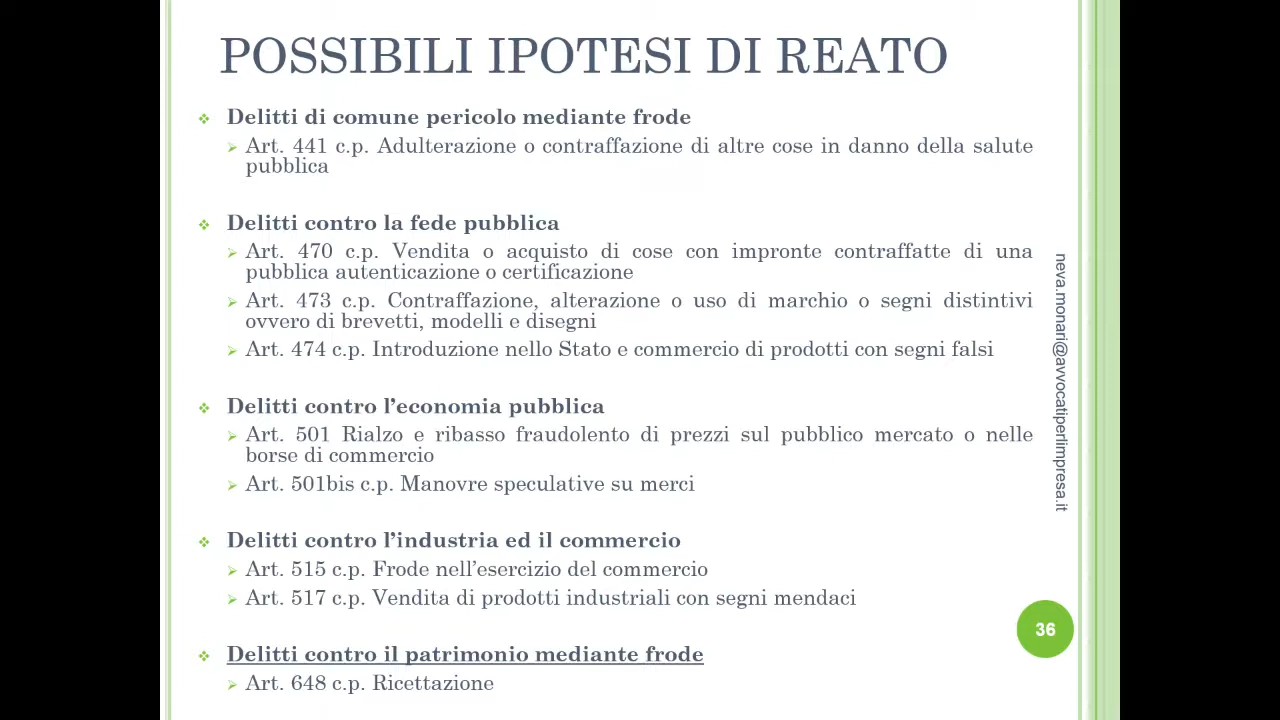 POSSIBILI IPOTESI DI REATO
Delitti di comune pericolo mediante frode
Art. 441 c.p. Adulterazione o contraffazione di altre cose in danno della salute
pubblica
Delitti contro la fede pubblica
Art. 470 c.p. Vendita o acquisto di cose con impronte contraffatte di una
pubblica autenticazione o certificazione
Art. 473 c.p. Contraffazione, alterazione o uso di marchio o segni distintivi
ovvero di brevetti, modelli e disegni
Art. 474 c.p. Introduzione nello Stato e commercio di prodotti con segni falsi
Delitti contro l’economia pubblica
Art. 501 Rialzo e ribasso fraudolento di prezzi sul pubblico mercato o nelle
borse di commercio
Art. 501bis c.p. Manovre speculative su merci
Delitti contro l’industria ed il commercio
Art. 515 c.p. Frode nell’esercizio del commercio
Art. 517 c.p. Vendita di prodotti industriali con segni mendaci
Delitti contro il patrimonio mediante frode
Art. 648 c.p. Ricettazione
neva.monari@avvocatiperlimpresa.it
36